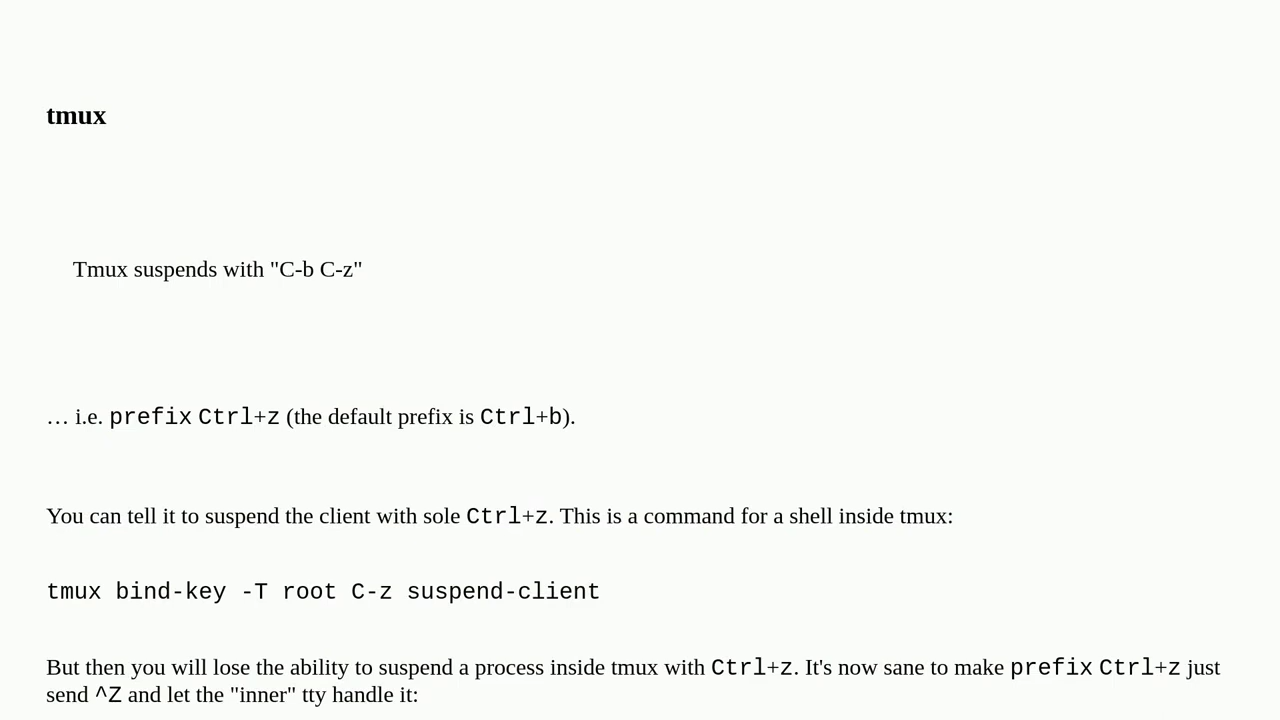 tmux
Tmux suspends with "C-b C-z"
… i.e. prefix Ctrl+z (the default prefix is Ctrl+b).
You can tell it to suspend the client with sole Ctrl+z. This is a command for a shell inside tmux:
tmux bind-key -T root C-z suspend-client
But then you will lose the ability to suspend a process inside tmux with Ctrl+z. It's now sane to make prefix Ctrl+z just
send ^Z and let the "inner" tty handle it: